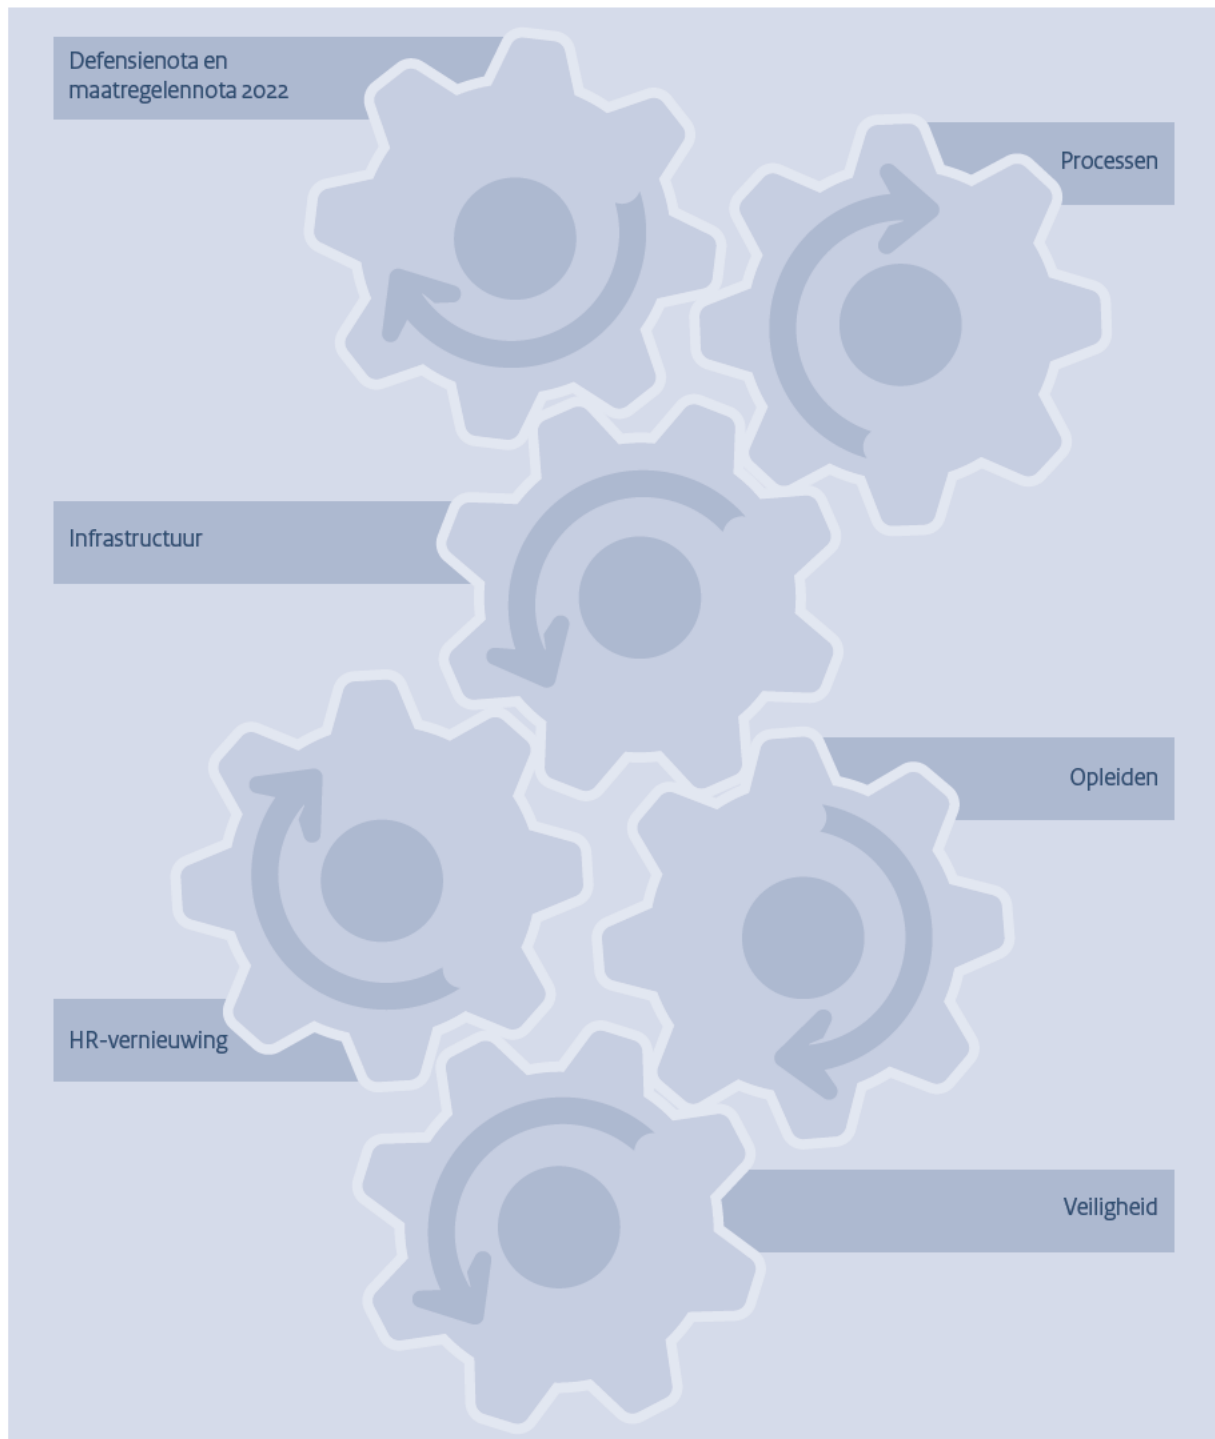 Defensienota en
maatregelennota 2022
Processen
Infrastructuur
Opleiden
HR-vernieuwing
Veiligheid